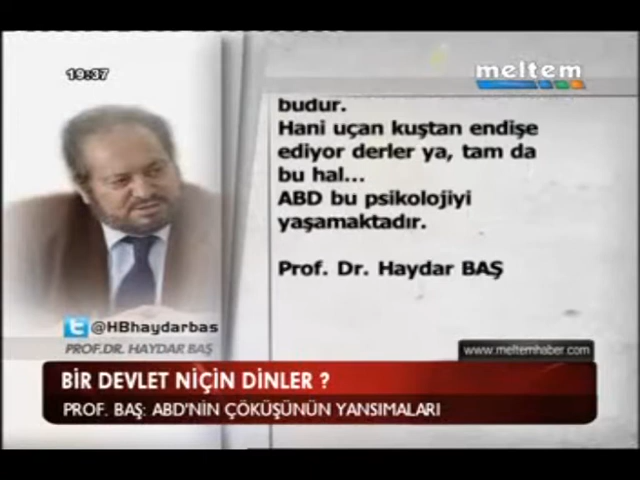 19:37
meltem
budur.
Hani uçan kuştan endişe
ediyor derler ya, tam da
bu hal...
ABD bu psikolojiyi
yaşamaktadır.
Prof. Dr. Haydar BAŞ
@HBhaydarbas
PROF.DR. HAYDAR BAŞ
www.meltemhaber.com
BİR DEVLET NİÇİN DİNLER ?
PROF. BAŞ: ABD'NİN ÇÖKÜŞÜNÜN YANSIMALARI